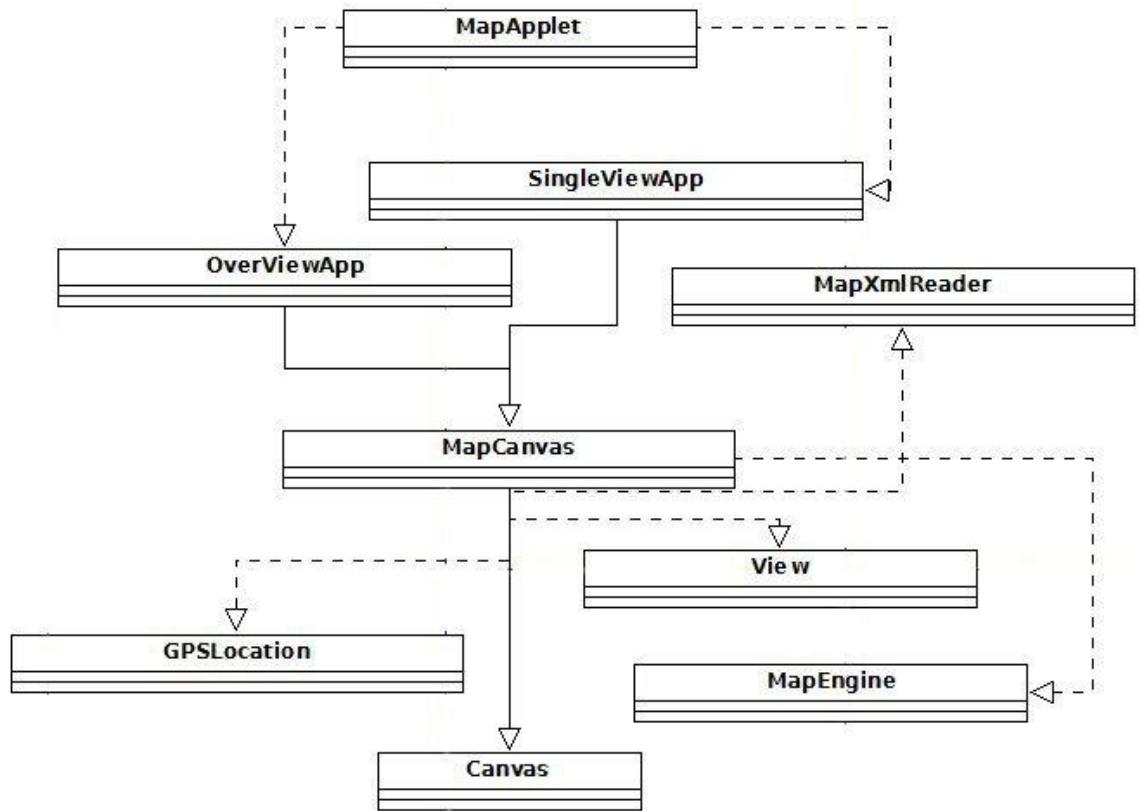 MapApplet
SingleViewApp
OverViewApp
MapXmlReader
MapCanvas
View
GPSLocation
MapEngine
Canvas